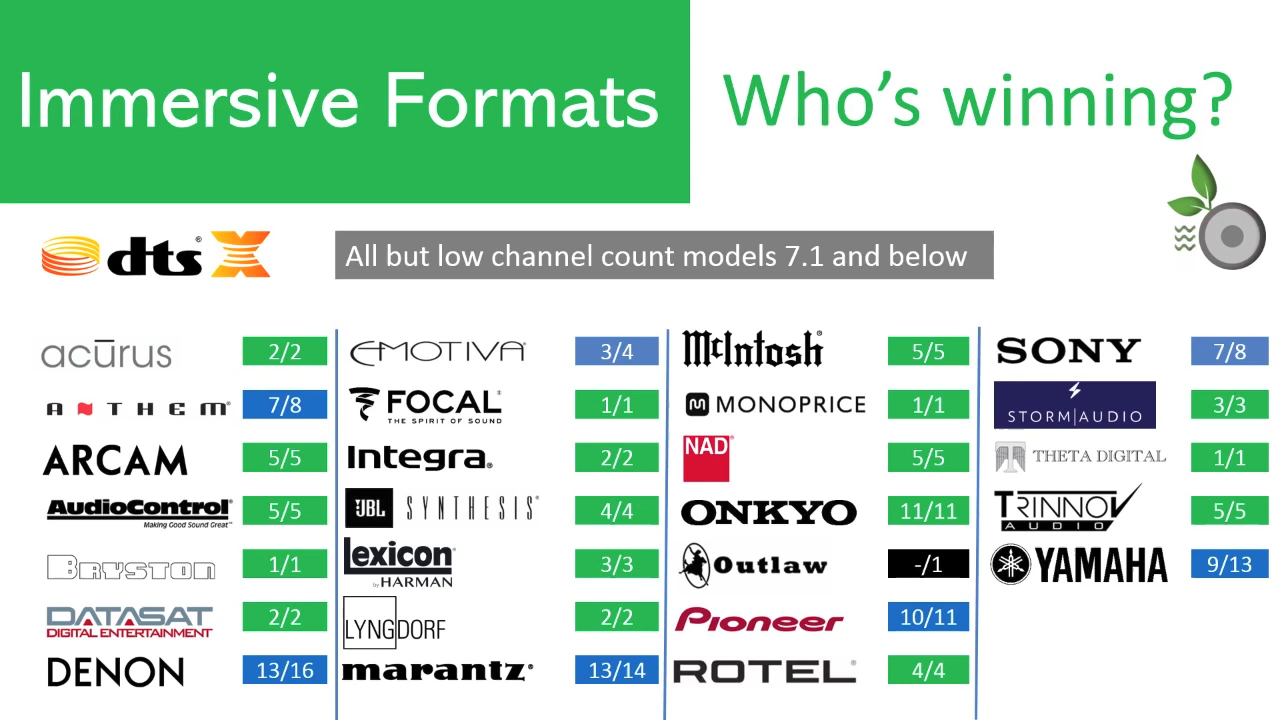 Immersive Formats
Who's winning?
dts® X
All but low channel count models 7.1 and below
acūrus 2/2
ANTHEM® 7/8
ARCAM 5/5
AudioControl® 5/5
Making Good Sound Great™
BRYSTON 1/1
DATASAT 2/2
DIGITAL ENTERTAINMENT
DENON 13/16
EMOTIVA® 3/4
FOCAL® 1/1
THE SPIRIT OF SOUND
Integra® 2/2
JBL SYNTHESIS® 4/4
lexicon® 3/3
by HARMAN
LYNGDORF 2/2
marantz® 13/14
McIntosh® 5/5
m MONOPRICE 1/1
NAD® 5/5
ONKYO 11/11
Outlaw -/1
Pioneer 10/11
ROTEL® 4/4
SONY 7/8
STORM|AUDIO 3/3
THETA DIGITAL 1/1
TRINNOV 5/5
AUDIO
YAMAHA 9/13